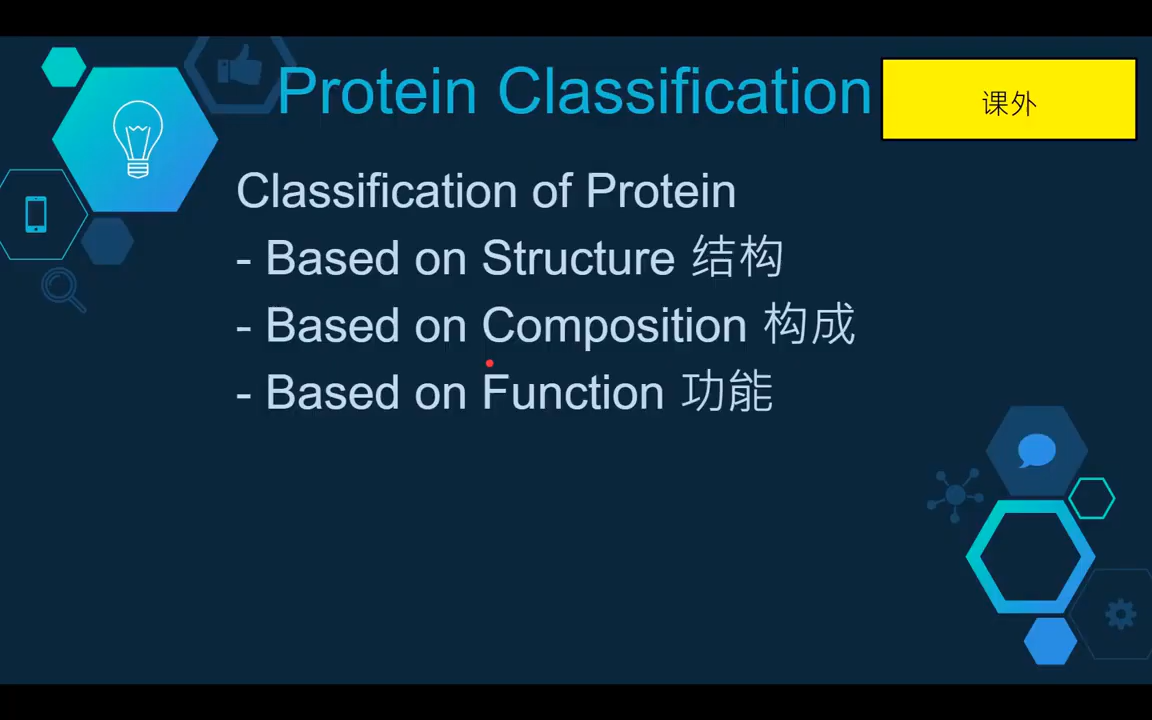 Protein Classification
课外
Classification of Protein
- Based on Structure 结构
- Based on Composition 构成
- Based on Function 功能